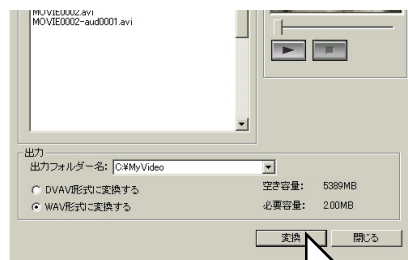 MOVIE0002.avi
MOVIE0002-aud0001.avi
出力
出力フォルダー名: C:¥MyVideo
DVAVI形式に変換する
空き容量: 5389MB
WAV形式に変換する
必要容量: 2.00MB
変換
閉じる